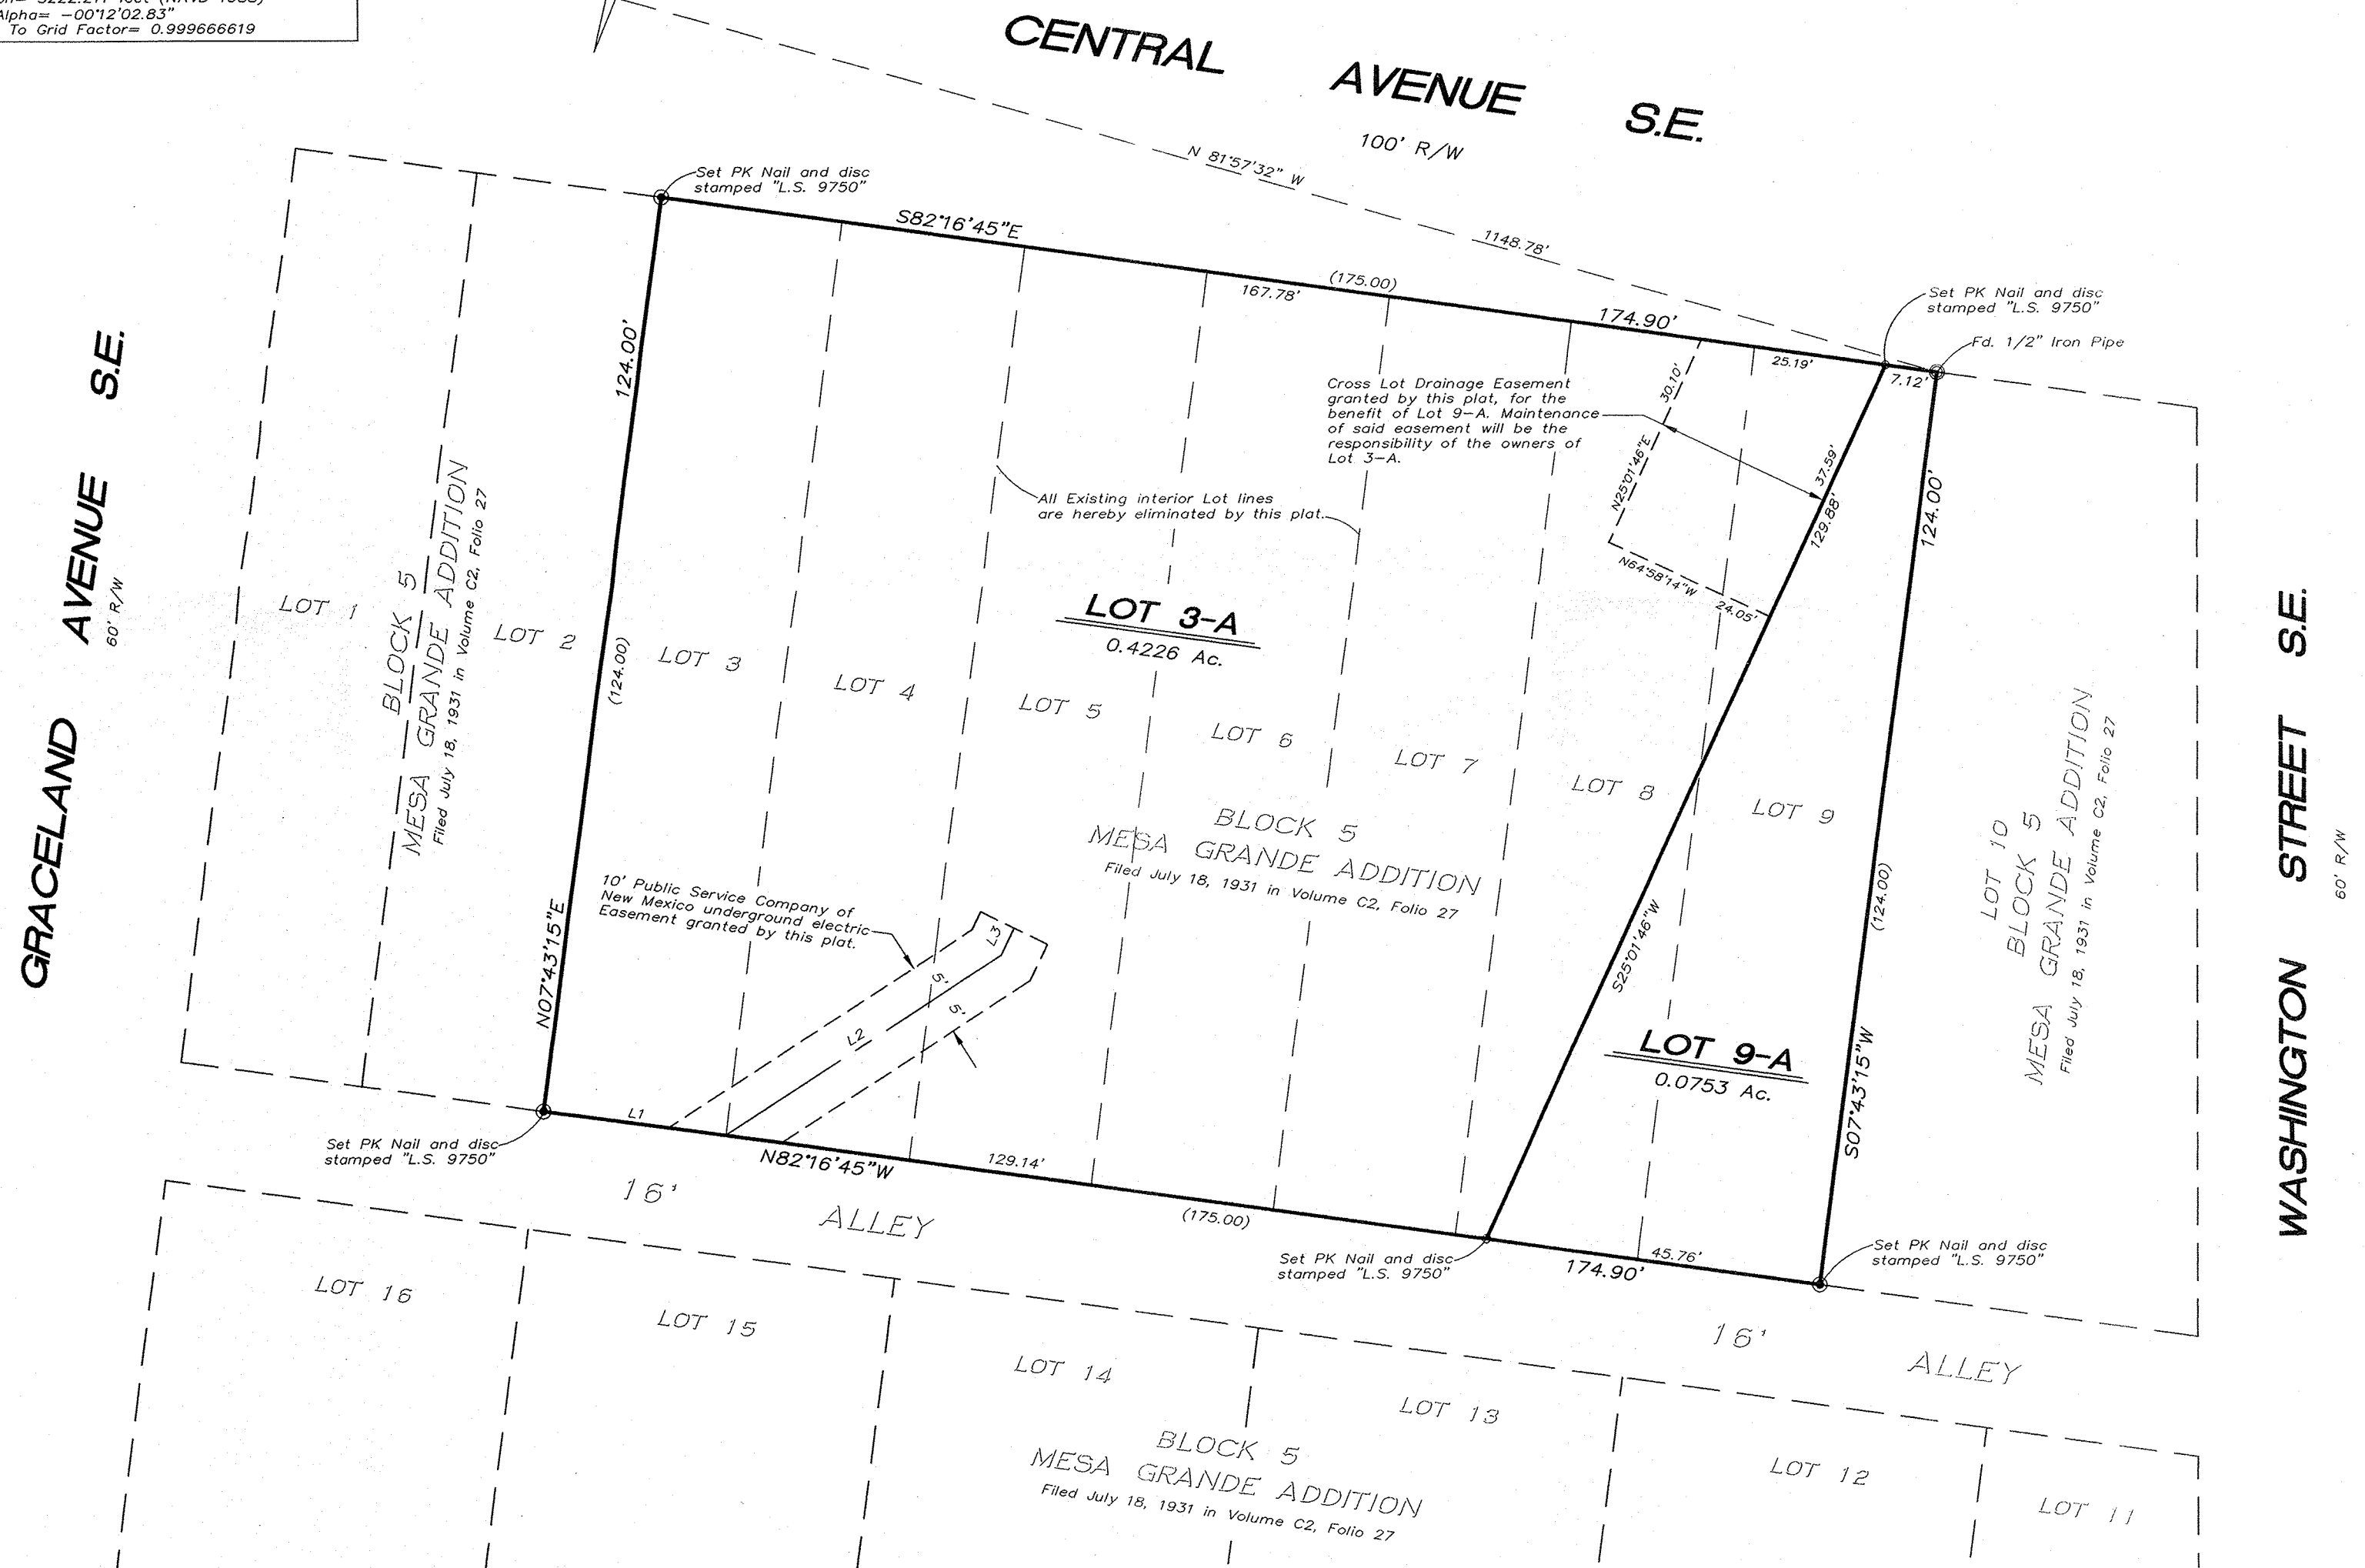 Alpha= -00°12'02.83"
To Grid Factor= 0.999666619
CENTRAL AVENUE S.E.
100' R/W
N 81°57'32" W
1148.78'
Set PK Nail and disc
stamped "L.S. 9750"
S82°16'45"E
(175.00)
167.78'
174.90'
25.19'
7.12'
Set PK Nail and disc
stamped "L.S. 9750"
Fd. 1/2" Iron Pipe
GRACELAND AVENUE S.E.
60' R/W
124.00'
(124.00)
N07°43'15"E
Cross Lot Drainage Easement
granted by this plat, for the
benefit of Lot 9-A. Maintenance
of said easement will be the
responsibility of the owners of
Lot 3-A.
30.10'
N25°01'46"E
N64°58'14"W
24.05'
37.59'
129.88'
124.00'
All Existing interior Lot lines
are hereby eliminated by this plat.
LOT 1
BLOCK 5
MESA GRANDE ADDITION
Filed July 18, 1931 in Volume C2, Folio 27
LOT 2
LOT 3
LOT 4
LOT 5
LOT 6
LOT 7
LOT 8
LOT 9
LOT 3-A
0.4226 Ac.
BLOCK 5
MESA GRANDE ADDITION
Filed July 18, 1931 in Volume C2, Folio 27
10' Public Service Company of
New Mexico underground electric
Easement granted by this plat.
L3
5'
5'
L2
L1
S25°01'46"W
LOT 9-A
0.0753 Ac.
(124.00)
S07°43'15"W
LOT 10
BLOCK 5
MESA GRANDE ADDITION
Filed July 18, 1931 in Volume C2, Folio 27
WASHINGTON STREET S.E.
60' R/W
Set PK Nail and disc
stamped "L.S. 9750"
N82°16'45"W
129.14'
(175.00)
Set PK Nail and disc
stamped "L.S. 9750"
174.90'
45.76'
Set PK Nail and disc
stamped "L.S. 9750"
16' ALLEY
16' ALLEY
LOT 16
LOT 15
LOT 14
LOT 13
LOT 12
LOT 11
BLOCK 5
MESA GRANDE ADDITION
Filed July 18, 1931 in Volume C2, Folio 27